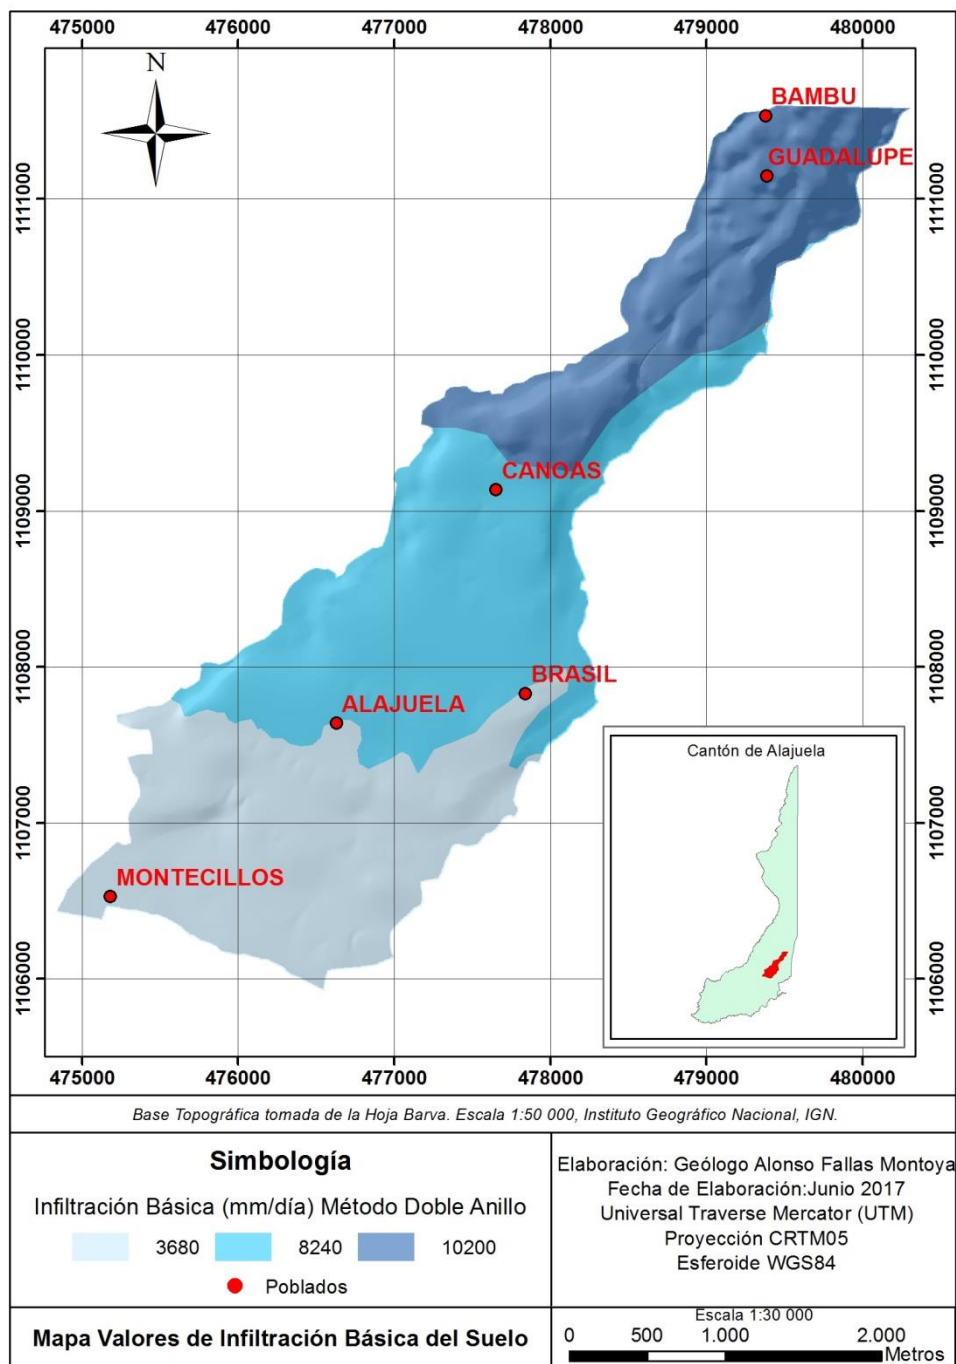 475000 476000 477000 478000 479000 480000
N
BAMBU
GUADALUPE
1111000 1111000
1110000 1110000
CANOAS
1109000 1109000
1108000 1108000
BRASIL
ALAJUELA
Cantón de Alajuela
1107000 1107000
MONTECILLOS
1106000 1106000
475000 476000 477000 478000 479000 480000
Base Topográfica tomada de la Hoja Barva. Escala 1:50 000, Instituto Geográfico Nacional, IGN.
Simbología
Infiltración Básica (mm/día) Método Doble Anillo
3680 8240 10200
Poblados
Mapa Valores de Infiltración Básica del Suelo
Elaboración: Geólogo Alonso Fallas Montoya
Fecha de Elaboración:Junio 2017
Universal Traverse Mercator (UTM)
Proyección CRTM05
Esferoide WGS84
Escala 1:30 000
0 500 1.000 2.000
Metros